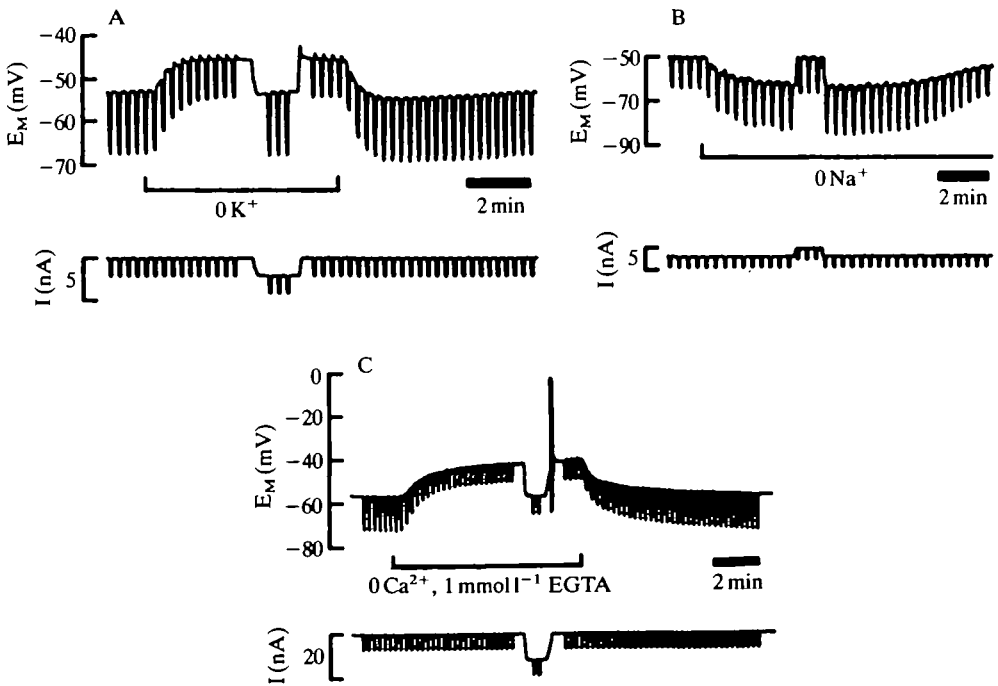 A
−40
−50
−60
−70
E_M (mV)
0 K⁺
2 min
I (nA)
5
B
−50
−70
−90
E_M (mV)
0 Na⁺
2 min
I (nA)
5
C
0
−20
−40
−60
−80
E_M (mV)
0 Ca²⁺, 1 mmol l⁻¹ EGTA
2 min
I (nA)
20